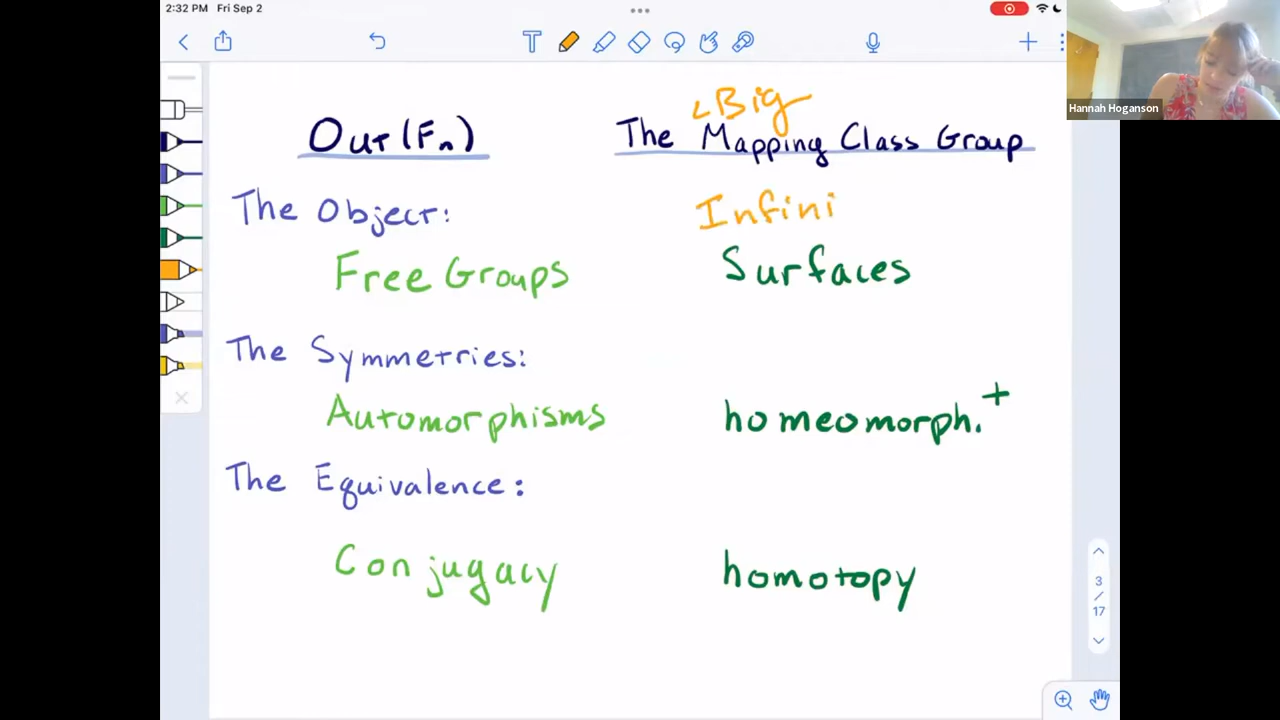 2:32 PM Fri Sep 2
Hannah Hoganson
Out(Fn)
Big
The Mapping Class Group
The Object:
Infini
Free Groups
Surfaces
The Symmetries:
Automorphisms
homeomorph.+
The Equivalence:
Conjugacy
homotopy
3
/
17